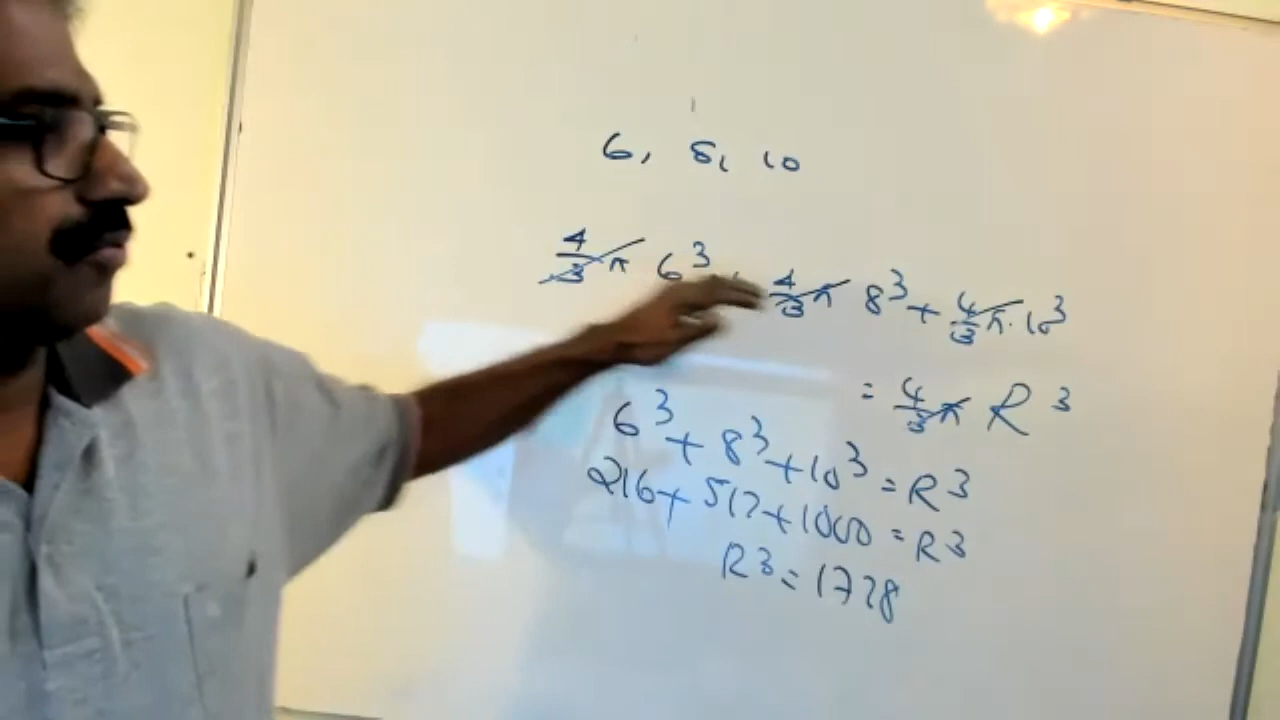 6, 8, 10
4/3 π 6³ + 4/3 π 8³ + 4/3 π . 10³
= 4/3 π R³
6³ + 8³ + 10³ = R³
216 + 512 + 1000 = R³
R³ = 1728